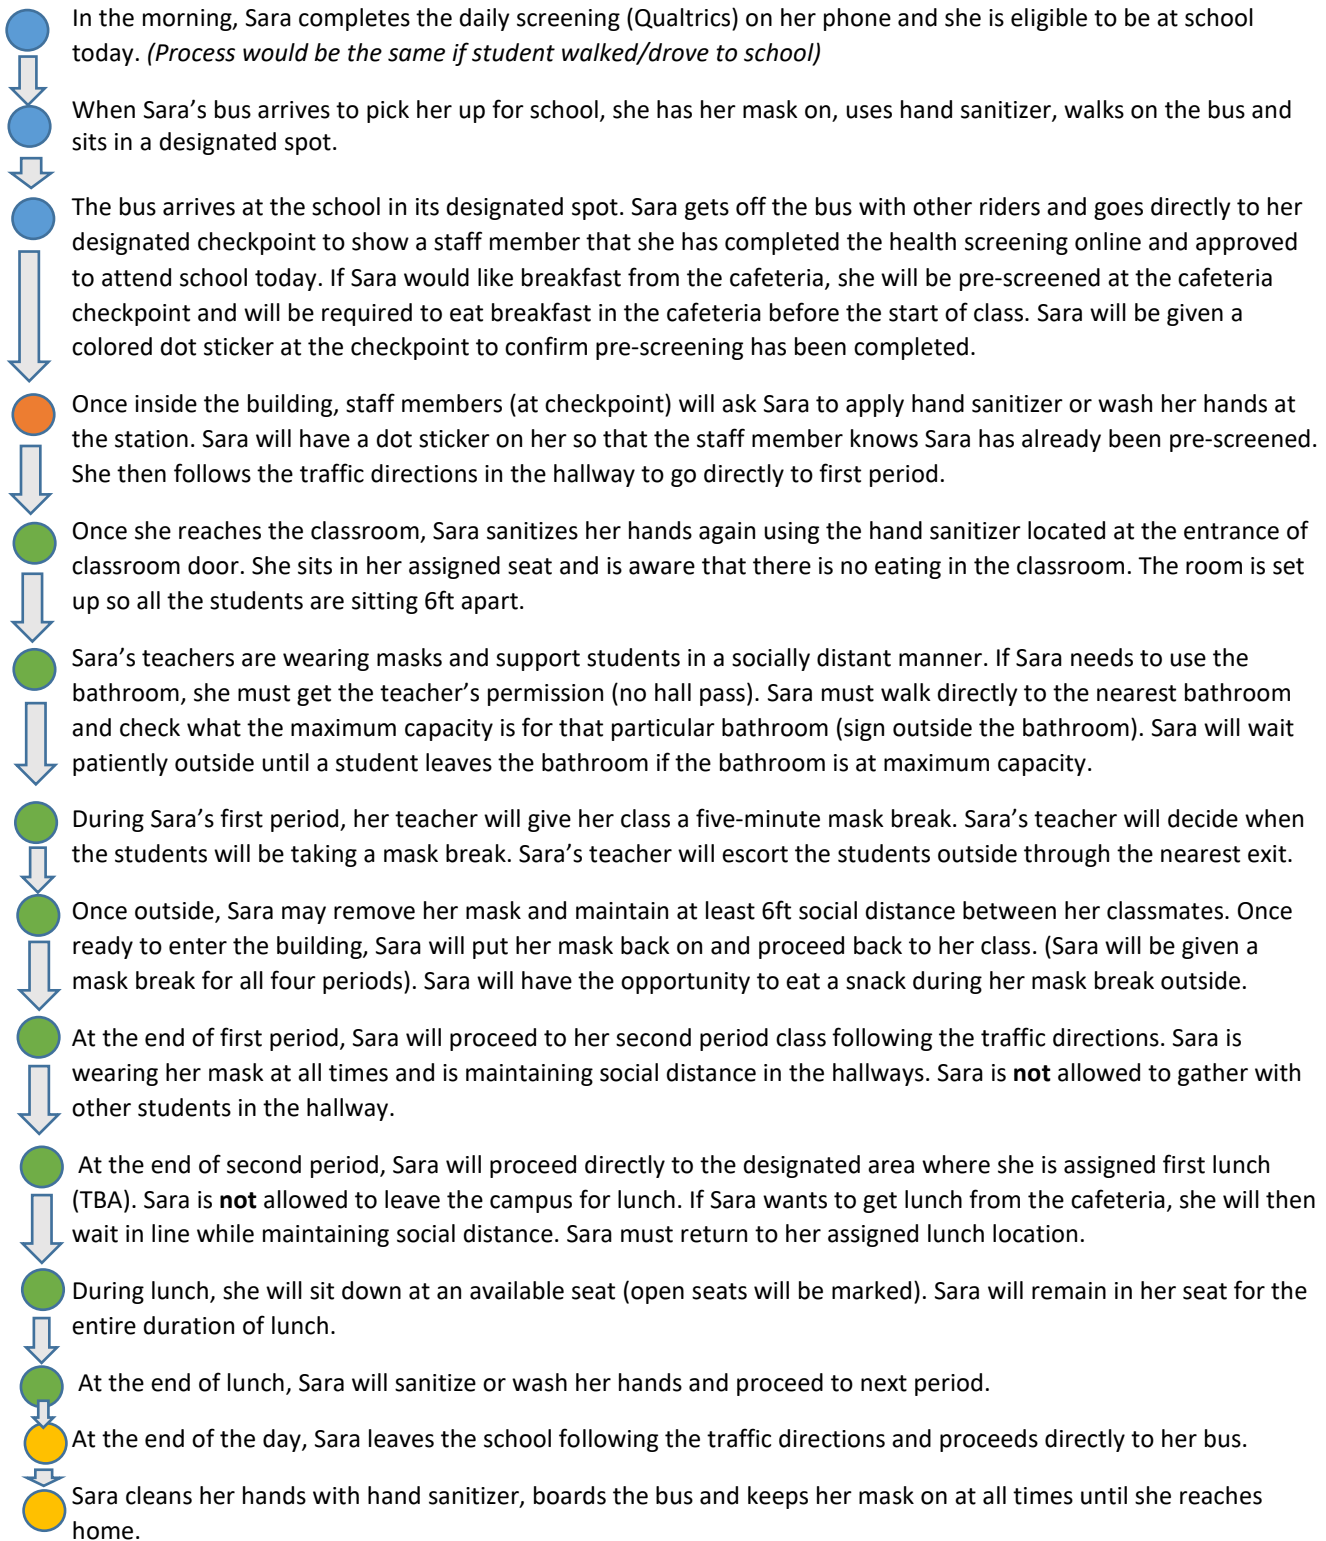 In the morning, Sara completes the daily screening (Qualtrics) on her phone and she is eligible to be at school
today. (Process would be the same if student walked/drove to school)
When Sara’s bus arrives to pick her up for school, she has her mask on, uses hand sanitizer, walks on the bus and
sits in a designated spot.
The bus arrives at the school in its designated spot. Sara gets off the bus with other riders and goes directly to her
designated checkpoint to show a staff member that she has completed the health screening online and approved
to attend school today. If Sara would like breakfast from the cafeteria, she will be pre-screened at the cafeteria
checkpoint and will be required to eat breakfast in the cafeteria before the start of class. Sara will be given a
colored dot sticker at the checkpoint to confirm pre-screening has been completed.
Once inside the building, staff members (at checkpoint) will ask Sara to apply hand sanitizer or wash her hands at
the station. Sara will have a dot sticker on her so that the staff member knows Sara has already been pre-screened.
She then follows the traffic directions in the hallway to go directly to first period.
Once she reaches the classroom, Sara sanitizes her hands again using the hand sanitizer located at the entrance of
classroom door. She sits in her assigned seat and is aware that there is no eating in the classroom. The room is set
up so all the students are sitting 6ft apart.
Sara’s teachers are wearing masks and support students in a socially distant manner. If Sara needs to use the
bathroom, she must get the teacher’s permission (no hall pass). Sara must walk directly to the nearest bathroom
and check what the maximum capacity is for that particular bathroom (sign outside the bathroom). Sara will wait
patiently outside until a student leaves the bathroom if the bathroom is at maximum capacity.
During Sara’s first period, her teacher will give her class a five-minute mask break. Sara’s teacher will decide when
the students will be taking a mask break. Sara’s teacher will escort the students outside through the nearest exit.
Once outside, Sara may remove her mask and maintain at least 6ft social distance between her classmates. Once
ready to enter the building, Sara will put her mask back on and proceed back to her class. (Sara will be given a
mask break for all four periods). Sara will have the opportunity to eat a snack during her mask break outside.
At the end of first period, Sara will proceed to her second period class following the traffic directions. Sara is
wearing her mask at all times and is maintaining social distance in the hallways. Sara is not allowed to gather with
other students in the hallway.
At the end of second period, Sara will proceed directly to the designated area where she is assigned first lunch
(TBA). Sara is not allowed to leave the campus for lunch. If Sara wants to get lunch from the cafeteria, she will then
wait in line while maintaining social distance. Sara must return to her assigned lunch location.
During lunch, she will sit down at an available seat (open seats will be marked). Sara will remain in her seat for the
entire duration of lunch.
At the end of lunch, Sara will sanitize or wash her hands and proceed to next period.
At the end of the day, Sara leaves the school following the traffic directions and proceeds directly to her bus.
Sara cleans her hands with hand sanitizer, boards the bus and keeps her mask on at all times until she reaches
home.